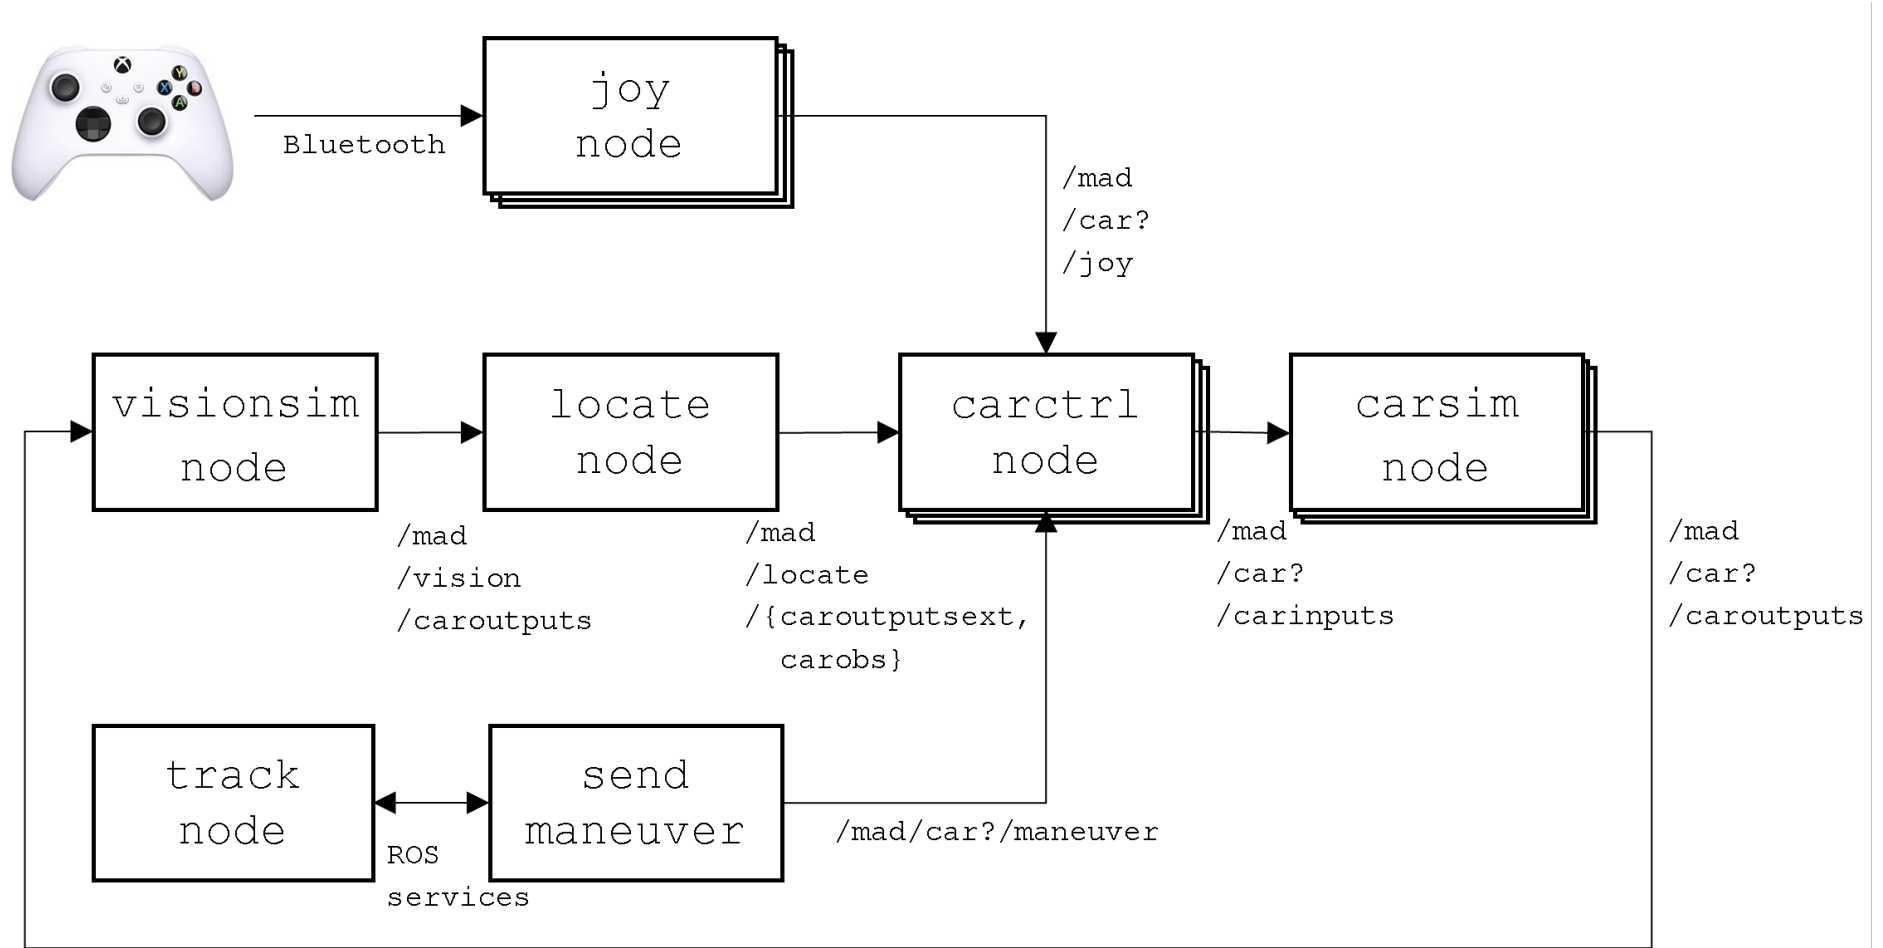 joy
node
Bluetooth
/mad
/car?
/joy
visionsim
node
locate
node
carctrl
node
carsim
node
/mad
/vision
/caroutputs
/mad
/locate
/{caroutputsext,
carobs}
/mad
/car?
/carinputs
/mad
/car?
/caroutputs
track
node
send
maneuver
ROS
services
/mad/car?/maneuver
Y
X
A